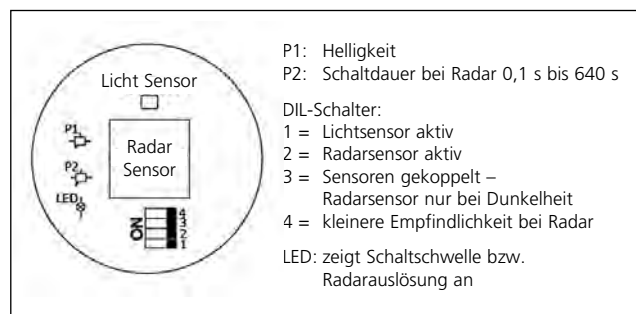 Licht Sensor
P1
Radar
Sensor
P2
LED
ON
4
3
2
1
P1: Helligkeit
P2: Schaltdauer bei Radar 0,1 s bis 640 s
DIL-Schalter:
1 = Lichtsensor aktiv
2 = Radarsensor aktiv
3 = Sensoren gekoppelt –
Radarsensor nur bei Dunkelheit
4 = kleinere Empfindlichkeit bei Radar
LED: zeigt Schaltschwelle bzw.
Radarauslösung an